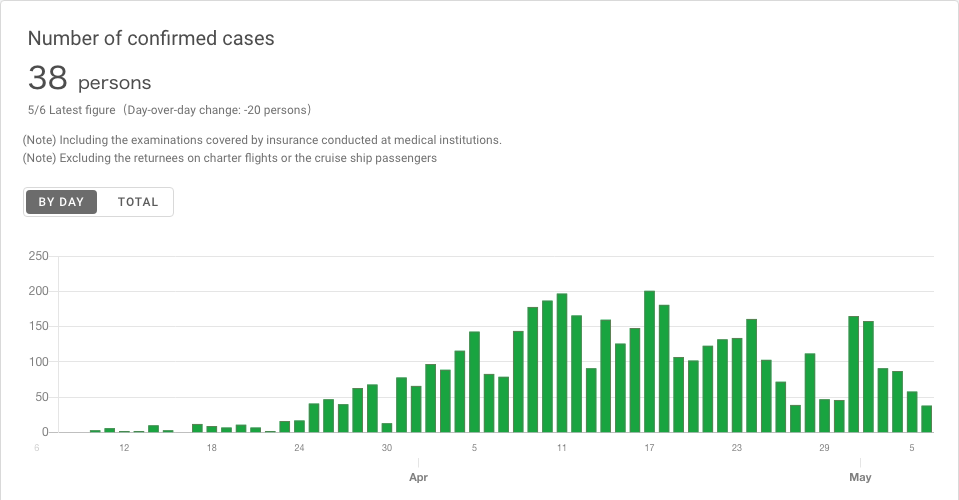 Number of confirmed cases
38 persons
5/6 Latest figure (Day-over-day change: -20 persons)
(Note) Including the examinations covered by insurance conducted at medical institutions.
(Note) Excluding the returnees on charter flights or the cruise ship passengers
BY DAY TOTAL
250
200
150
100
50
0
6 12 18 24 30 5 11 17 23 29 5
Apr May